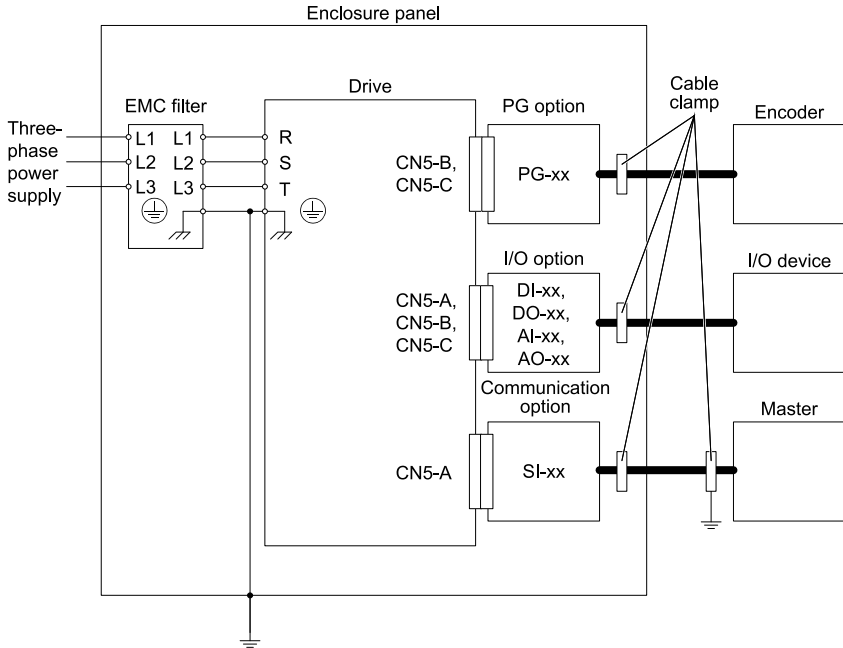 Enclosure panel
EMC filter
Drive
PG option
Cable
clamp
Encoder
Three-
phase
power
supply
L1 L1
L2 L2
L3 L3
R
S
T
CN5-B,
CN5-C
PG-xx
I/O option
I/O device
CN5-A,
CN5-B,
CN5-C
DI-xx,
DO-xx,
AI-xx,
AO-xx
Communication
option
Master
CN5-A
SI-xx